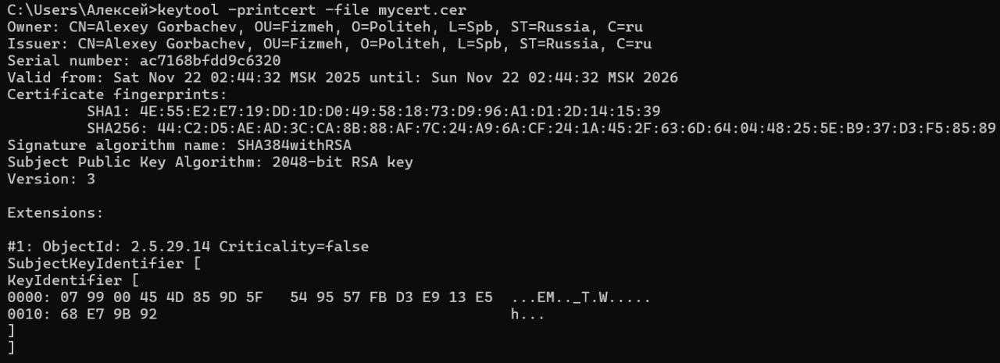 C:\Users\Алексей>keytool -printcert -file mycert.cer
Owner: CN=Alexey Gorbachev, OU=Fizmeh, O=Politeh, L=Spb, ST=Russia, C=ru
Issuer: CN=Alexey Gorbachev, OU=Fizmeh, O=Politeh, L=Spb, ST=Russia, C=ru
Serial number: ac7168bfdd9c6320
Valid from: Sat Nov 22 02:44:32 MSK 2025 until: Sun Nov 22 02:44:32 MSK 2026
Certificate fingerprints:
         SHA1: 4E:55:E2:E7:19:DD:1D:D0:49:58:18:73:D9:96:A1:D1:2D:14:15:39
         SHA256: 44:C2:D5:AE:AD:3C:CA:8B:88:AF:7C:24:A9:6A:CF:24:1A:45:2F:63:6D:64:04:48:25:5E:B9:37:D3:F5:85:89
Signature algorithm name: SHA384withRSA
Subject Public Key Algorithm: 2048-bit RSA key
Version: 3
Extensions:
#1: ObjectId: 2.5.29.14 Criticality=false
SubjectKeyIdentifier [
KeyIdentifier [
0000: 07 99 00 45 4D 85 9D 5F   54 95 57 FB D3 E9 13 E5  ...EM.._T.W.....
0010: 68 E7 9B 92                                        h...
]
]